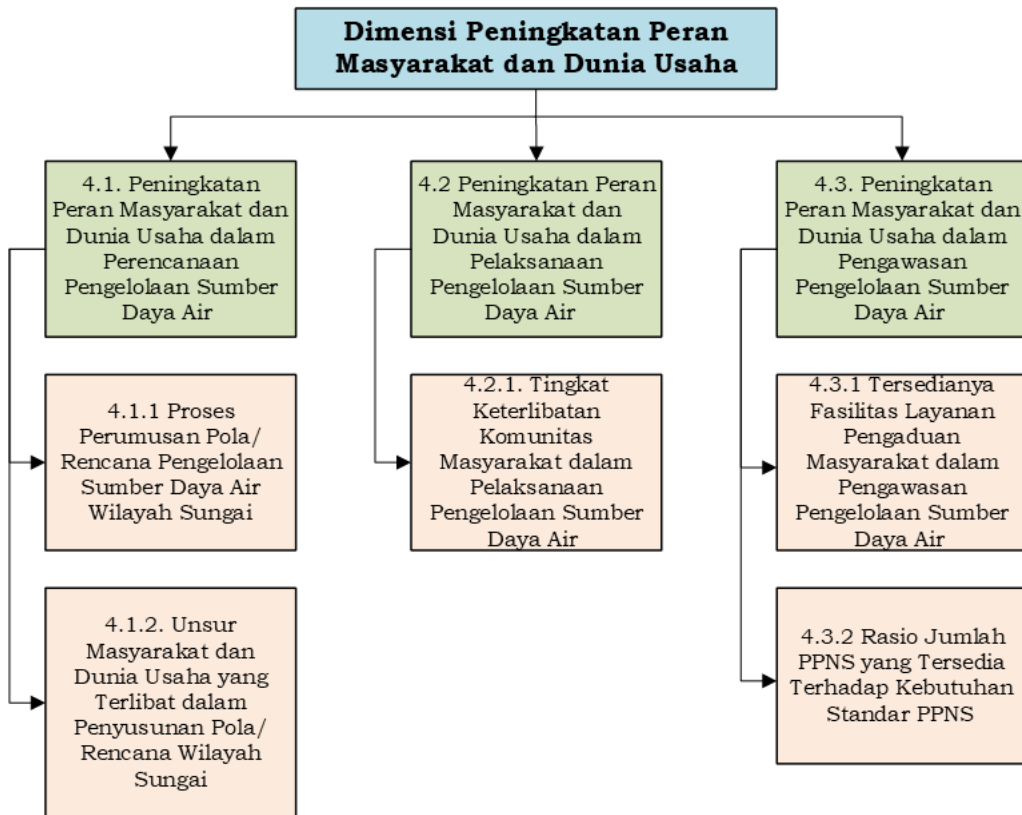 Dimensi Peningkatan Peran
Masyarakat dan Dunia Usaha
4.1. Peningkatan
Peran Masyarakat dan
Dunia Usaha dalam
Perencanaan
Pengelolaan Sumber
Daya Air
4.2 Peningkatan Peran
Masyarakat dan
Dunia Usaha dalam
Pelaksanaan
Pengelolaan Sumber
Daya Air
4.3. Peningkatan
Peran Masyarakat dan
Dunia Usaha dalam
Pengawasan
Pengelolaan Sumber
Daya Air
4.1.1 Proses
Perumusan Pola/
Rencana Pengelolaan
Sumber Daya Air
Wilayah Sungai
4.2.1. Tingkat
Keterlibatan
Komunitas
Masyarakat dalam
Pelaksanaan
Pengelolaan Sumber
Daya Air
4.3.1 Tersedianya
Fasilitas Layanan
Pengaduan
Masyarakat dalam
Pengawasan
Pengelolaan Sumber
Daya Air
4.1.2. Unsur
Masyarakat dan
Dunia Usaha yang
Terlibat dalam
Penyusunan Pola/
Rencana Wilayah
Sungai
4.3.2 Rasio Jumlah
PPNS yang Tersedia
Terhadap Kebutuhan
Standar PPNS